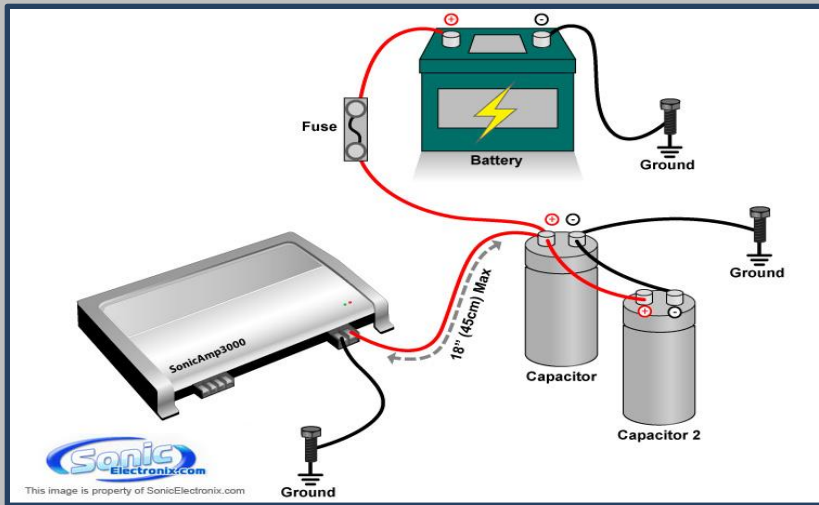 + -
Fuse
Battery
Ground
+ -
Ground
18” (45cm) Max
SonicAmp3000
+ -
Capacitor
Capacitor 2
Sonic
Electronix.com
This image is property of SonicElectronix.com
Ground